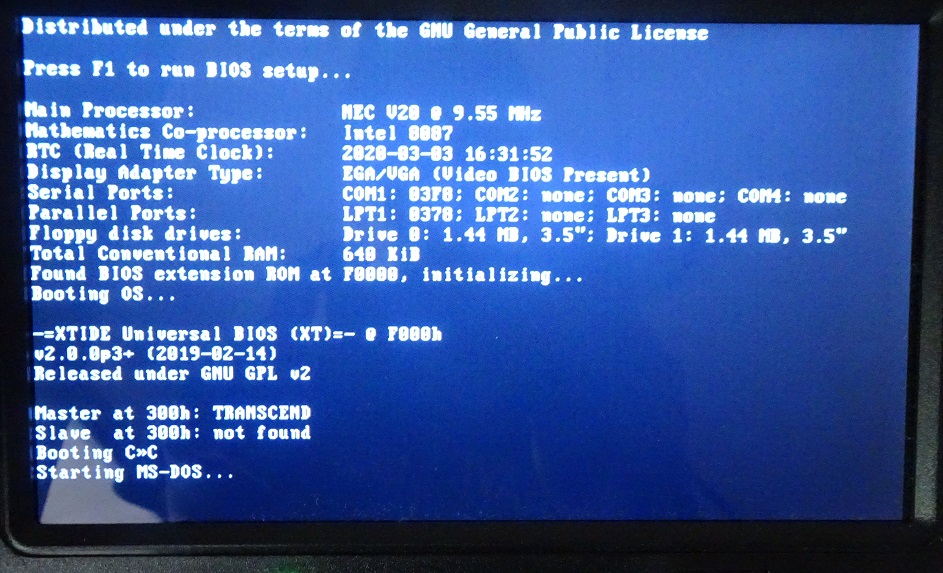 Distributed under the terms of the GNU General Public License
Press F1 to run BIOS setup...
Main Processor: NEC V20 @ 9.55 MHz
Mathematics Co-processor: Intel 8087
RTC (Real Time Clock): 2020-03-03 16:31:52
Display Adapter Type: EGA/VGA (Video BIOS Present)
Serial Ports: COM1: 03F8; COM2: none; COM3: none; COM4: none
Parallel Ports: LPT1: 0378; LPT2: none; LPT3: none
Floppy disk drives: Drive 0: 1.44 MB, 3.5"; Drive 1: 1.44 MB, 3.5"
Total Conventional RAM: 640 KiB
Found BIOS extension ROM at F0000, initializing...
Booting OS...
-=XTIDE Universal BIOS (XT)=- @ F000h
v2.0.0β3+ (2019-02-14)
Released under GNU GPL v2
Master at 300h: TRANSCEND
Slave at 300h: not found
Booting C»C
Starting MS-DOS...